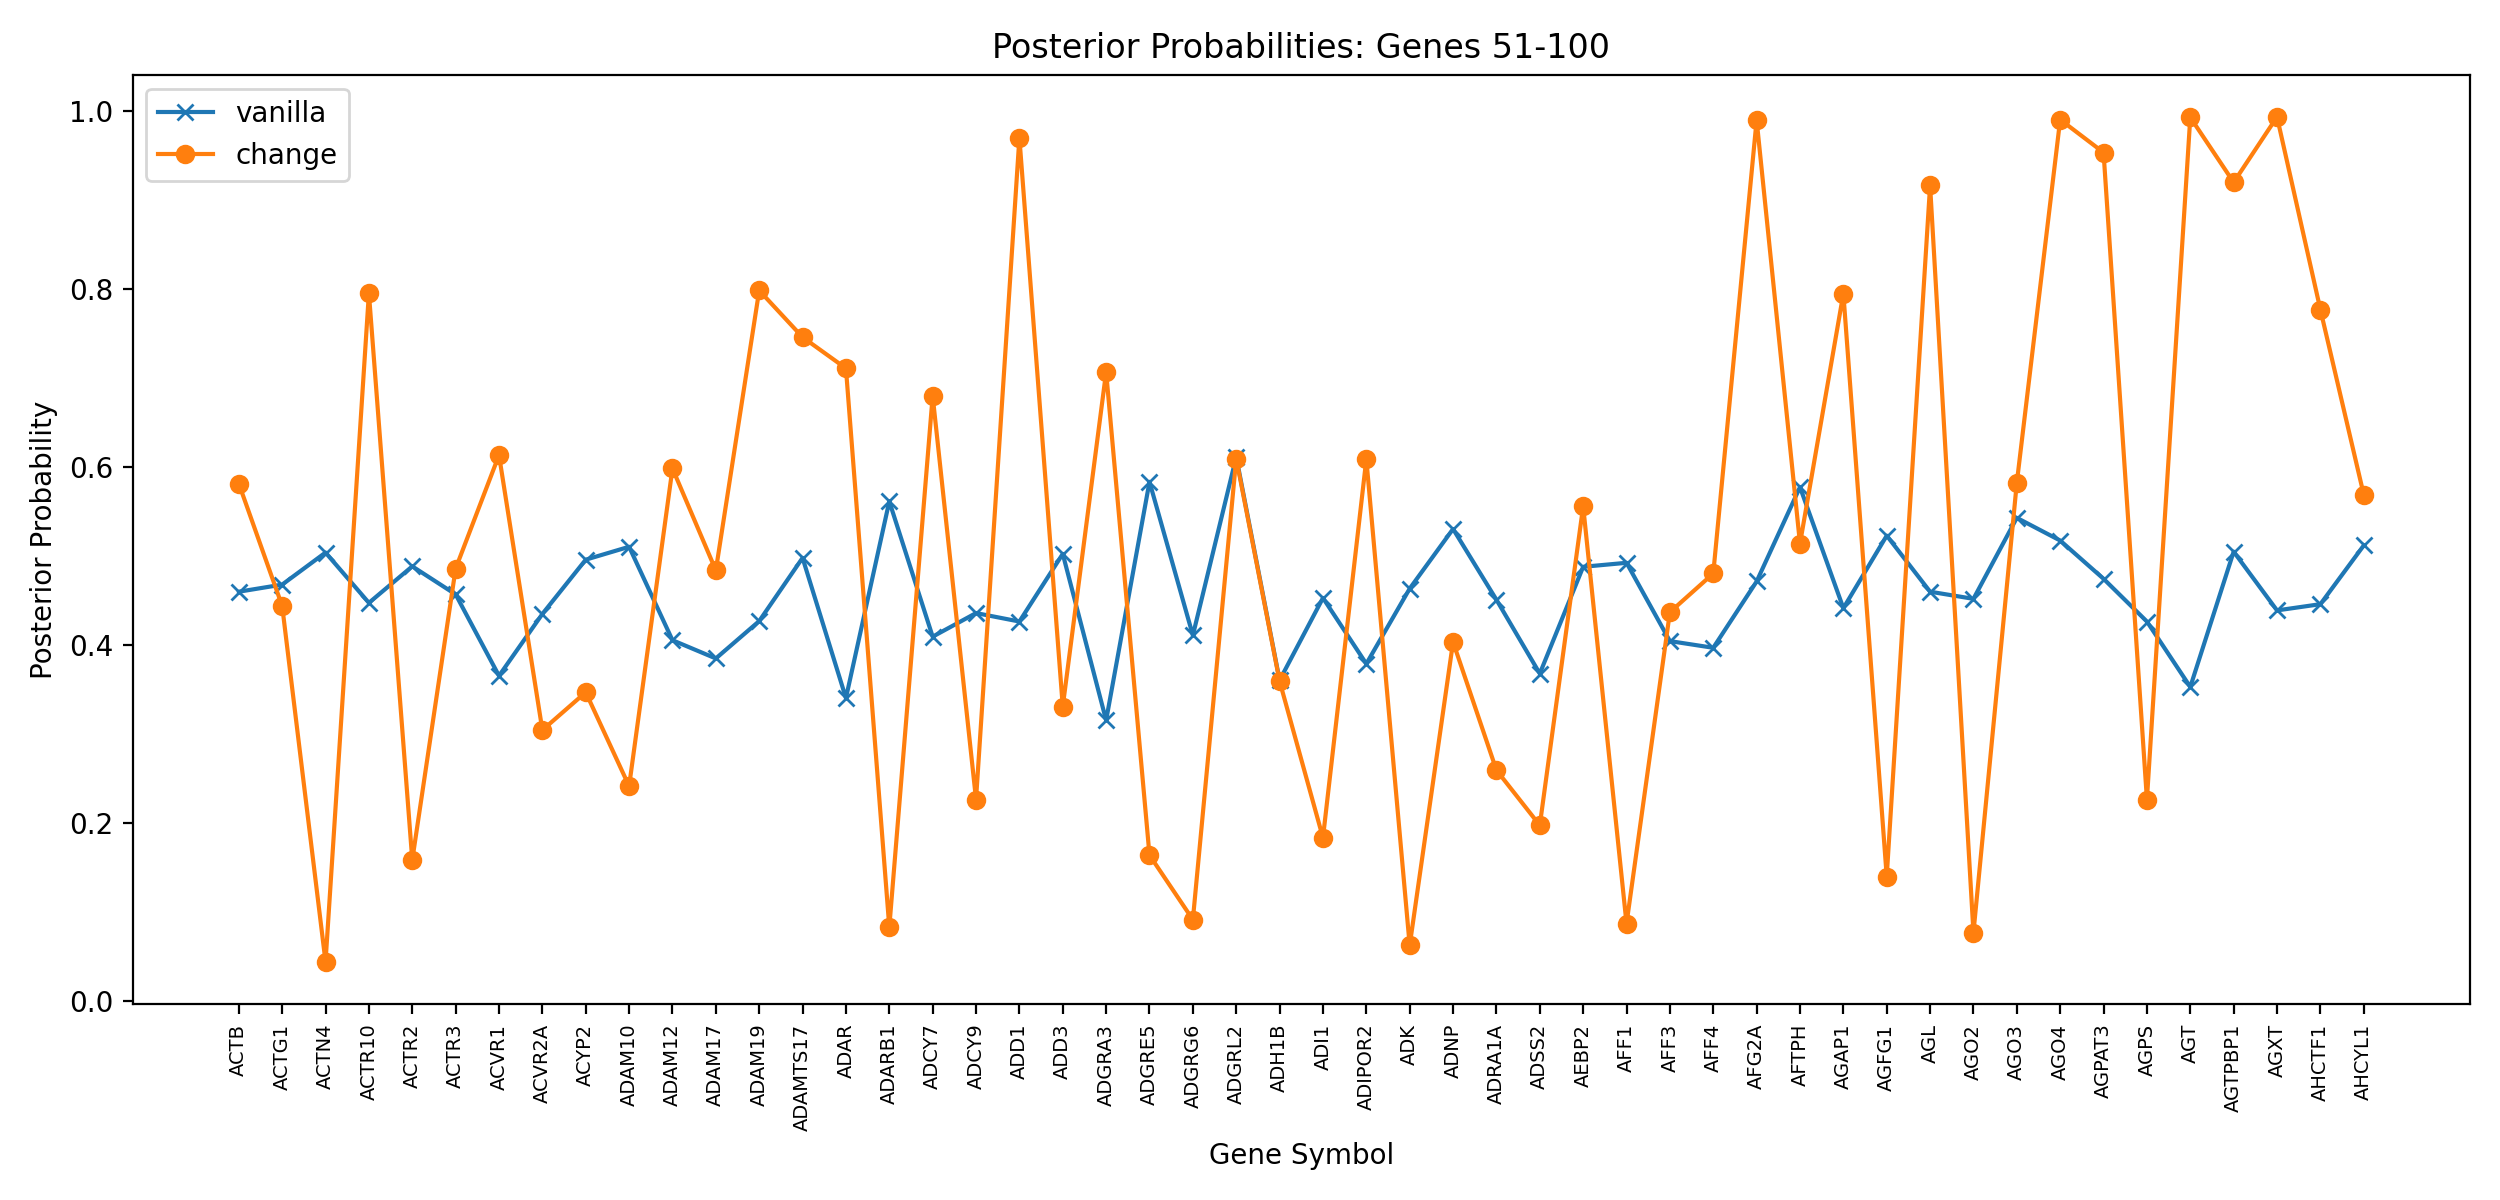 Posterior Probabilities: Genes 51-100
vanilla
change
Posterior Probability
1.0
0.8
0.6
0.4
0.2
0.0
ACTB
ACTG1
ACTN4
ACTR10
ACTR2
ACTR3
ACVR1
ACVR2A
ACYP2
ADAM10
ADAM12
ADAM17
ADAM19
ADAMTS17
ADAR
ADARB1
ADCY7
ADCY9
ADD1
ADD3
ADGRA3
ADGRE5
ADGRG6
ADGRL2
ADH1B
ADI1
ADIPOR2
ADK
ADNP
ADRA1A
ADSS2
AEBP2
AFF1
AFF3
AFF4
AFG2A
AFTPH
AGAP1
AGFG1
AGL
AGO2
AGO3
AGO4
AGPAT3
AGPS
AGT
AGTPBP1
AGXT
AHCTF1
AHCYL1
Gene Symbol